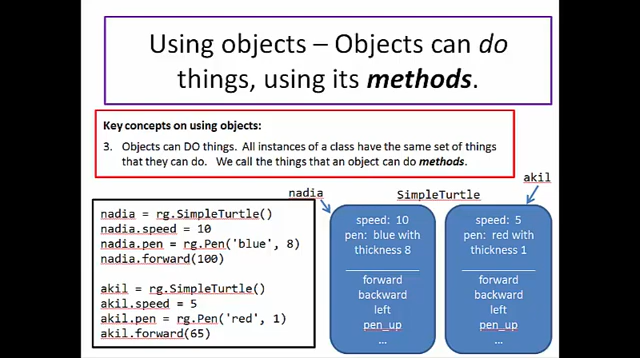 Using objects – Objects can do
things, using its methods.
Key concepts on using objects:
3. Objects can DO things. All instances of a class have the same set of things
that they can do. We call the things that an object can do methods.
nadia
SimpleTurtle
akil
nadia = rg.SimpleTurtle()
nadia.speed = 10
nadia.pen = rg.Pen('blue', 8)
nadia.forward(100)
akil = rg.SimpleTurtle()
akil.speed = 5
akil.pen = rg.Pen('red', 1)
akil.forward(65)
speed: 10
pen: blue with
thickness 8
forward
backward
left
pen_up
...
speed: 5
pen: red with
thickness 1
forward
backward
left
pen_up
...